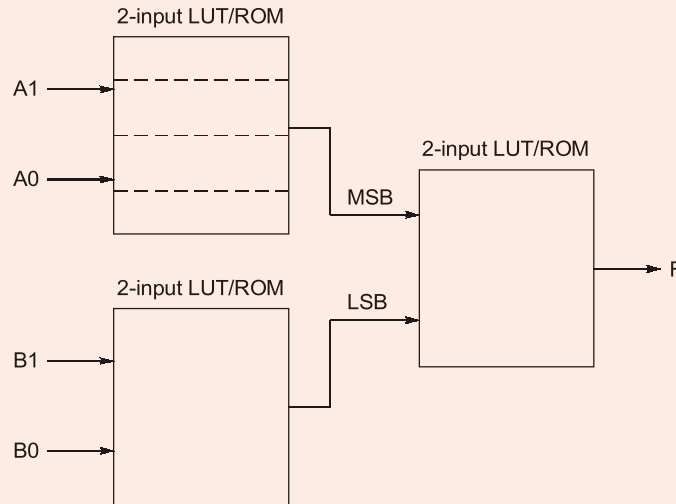 2-input LUT/ROM
A1
A0
MSB
2-input LUT/ROM
F
2-input LUT/ROM
LSB
B1
B0